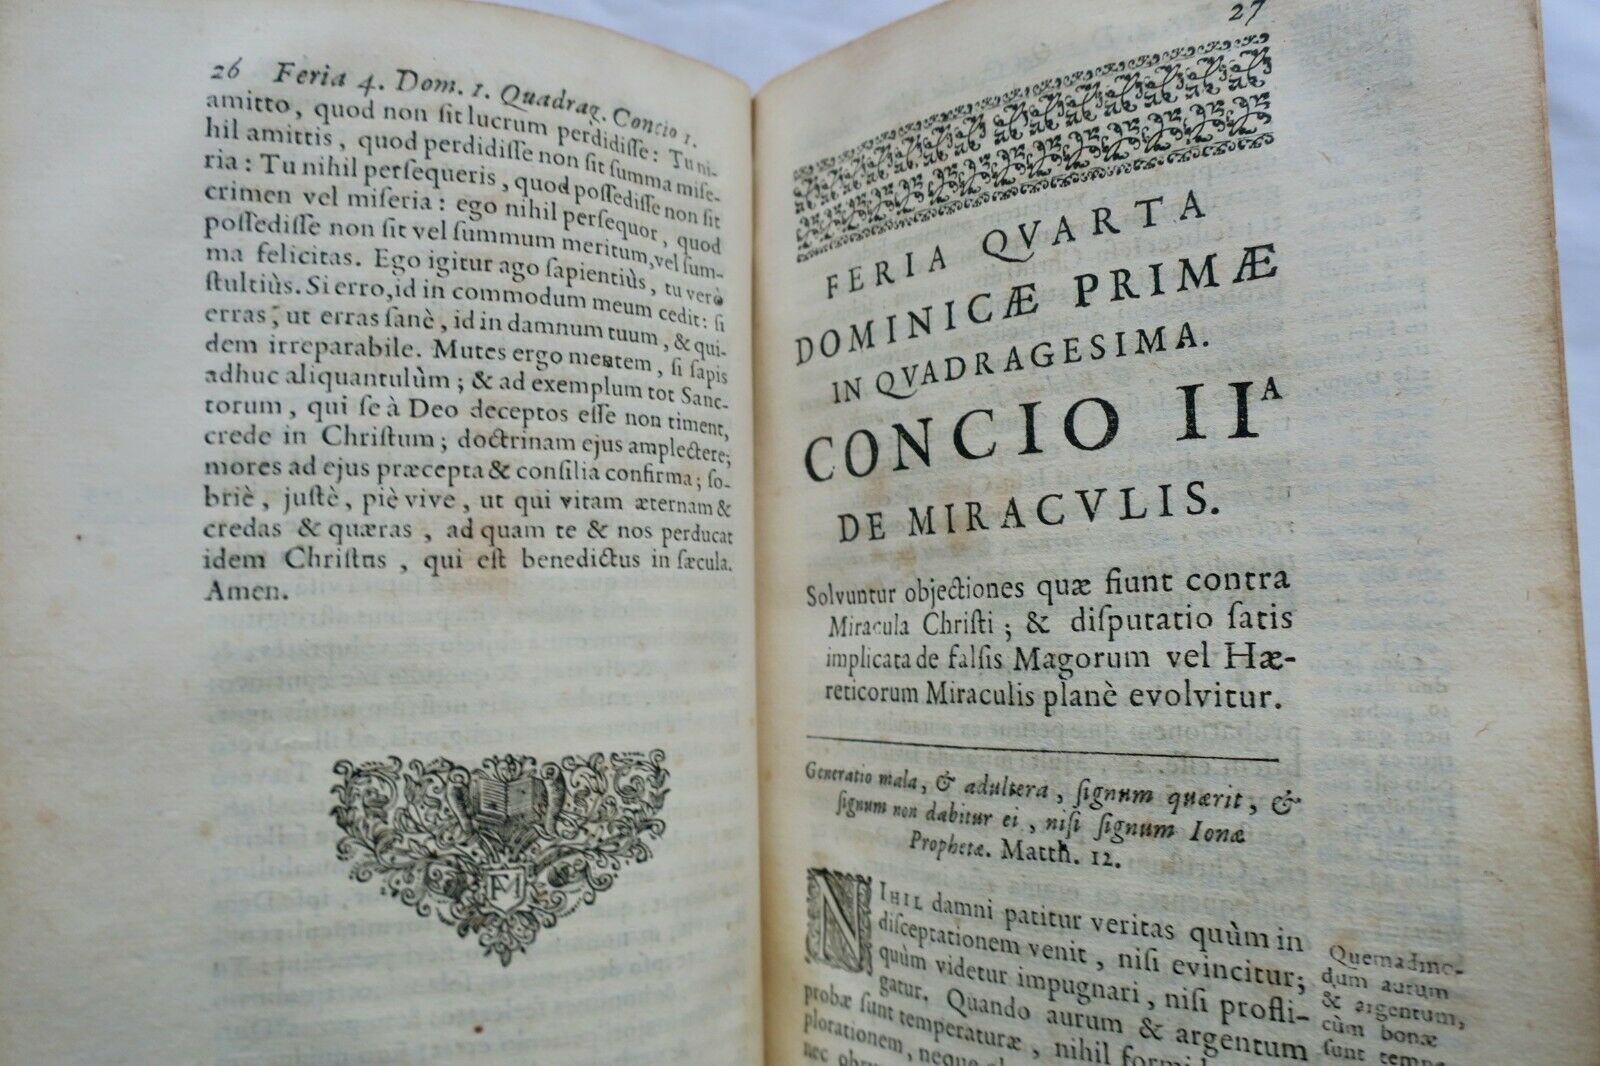 26 Feria 4. Dom. 1. Quadrag. Concio 1.
amitto, quod non ſit lucrum perdidiſſe: Tu ni-
hil amittis, quod perdidiſſe non ſit ſumma miſe-
ria: Tu nihil perſequeris, quod poſſediſſe non ſit
crimen vel miſeria: ego nihil perſequor, quod
poſſediſſe non ſit vel ſummum meritum, vel ſum-
ma felicitas. Ego igitur ago ſapientiùs, tu verò
ſtultiùs. Si erro, id in commodum meum cedit: ſi
erras, ut erras ſanè, id in damnum tuum, & qui-
dem irreparabile. Mutes ergo mentem, ſi ſapis
adhuc aliquantulùm; & ad exemplum tot Sanc-
torum, qui ſe à Deo deceptos eſſe non timent,
crede in Chriſtum; doctrinam ejus amplectere;
mores ad ejus præcepta & conſilia confirma; ſo-
briè, juſtè, piè vive, ut qui vitam æternam &
credas & quæras, ad quam te & nos perducat
idem Chriſtus, qui eſt benedictus in ſæcula.
Amen.
27
FERIA QVARTA
DOMINICÆ PRIMÆ
IN QVADRAGESIMA.
CONCIO IIA
DE MIRACVLIS.
Solvuntur objectiones quæ fiunt contra
Miracula Chriſti; & diſputatio ſatis
implicata de falſis Magorum vel Hæ-
reticorum Miraculis planè evolvitur.
Generatio mala, & adultera, ſignum quærit, &
ſignum non dabitur ei, niſi ſignum Ionæ
Prophetæ. Matth. 12.
NIHIL damni patitur veritas quùm in
diſceptationem venit, niſi evincitur;
quùm videtur impugnari, niſi profli-
gatur. Quando aurum & argentum
probæ ſunt temperaturæ, nihil
plorationem, neque
nec
Quemadmo-
dum aurum
& argentum,
cùm bonæ
ſunt tempe